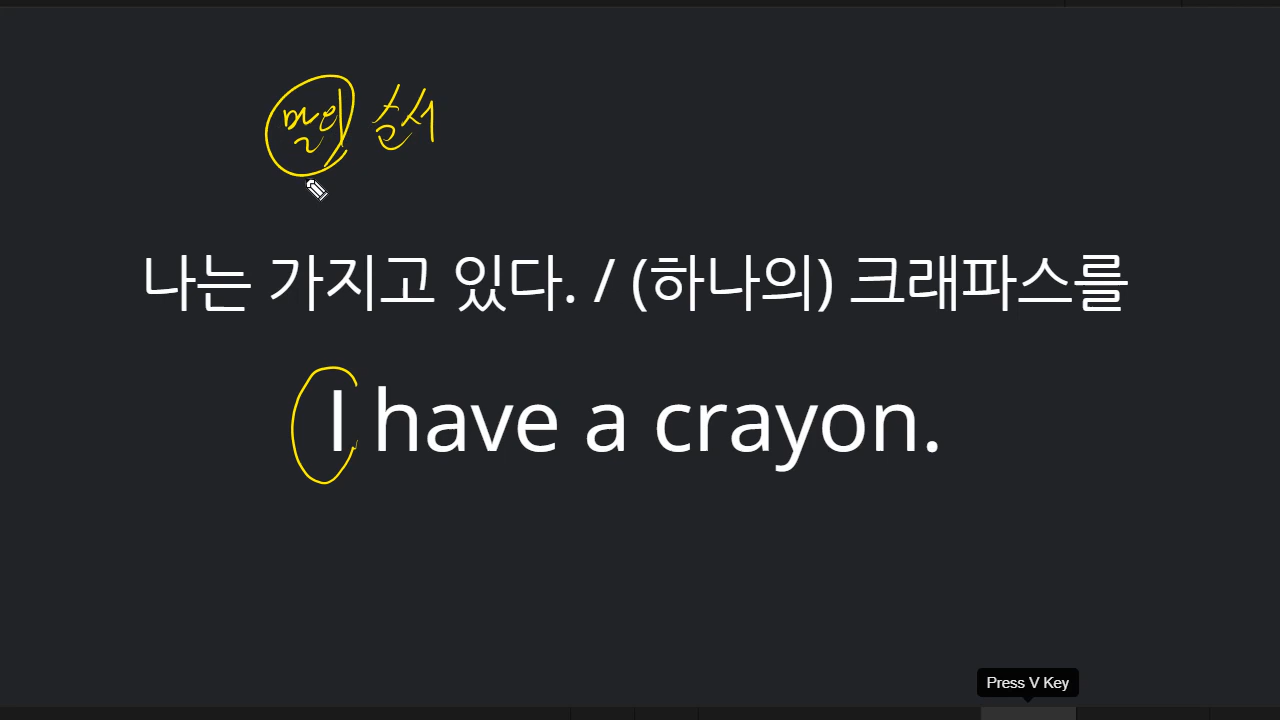 말의 순서
나는 가지고 있다. / (하나의) 크래파스를
I have a crayon.
Press V Key